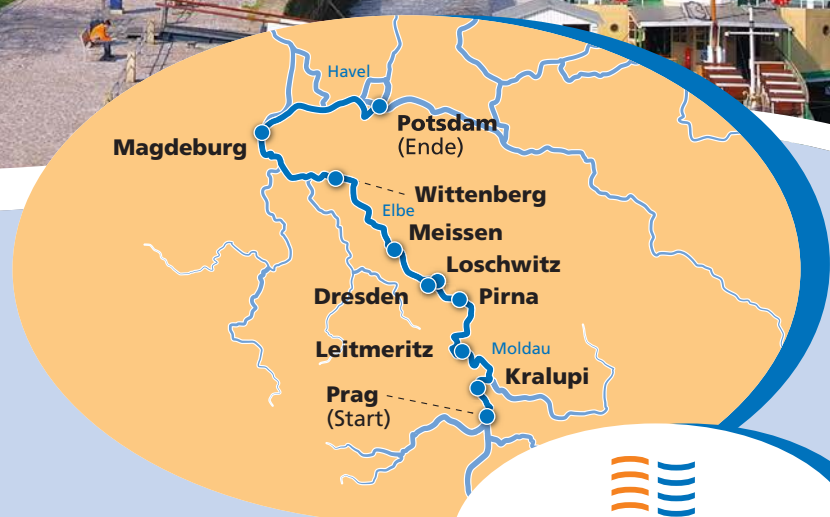 Havel
Potsdam
(Ende)
Magdeburg
Wittenberg
Elbe
Meissen
Loschwitz
Dresden
Pirna
Leitmeritz
Moldau
Kralupi
Prag
(Start)